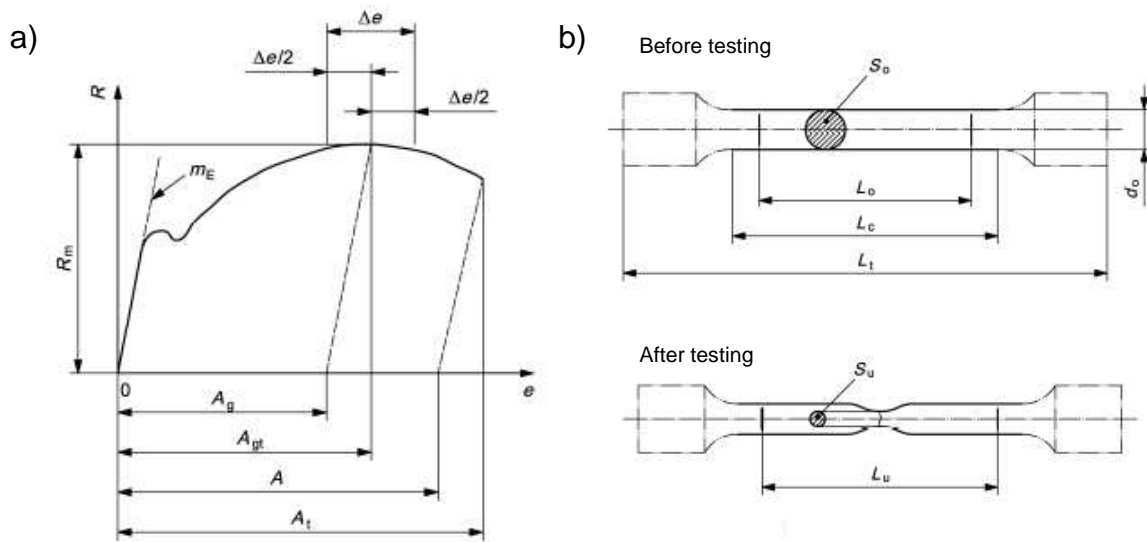 a)
Δe
Δe/2
Δe/2
R
m_E
R_m
0
e
A_g
A_gt
A
A_t
b)
Before testing
S_o
d_o
L_o
L_c
L_t
After testing
S_u
L_u